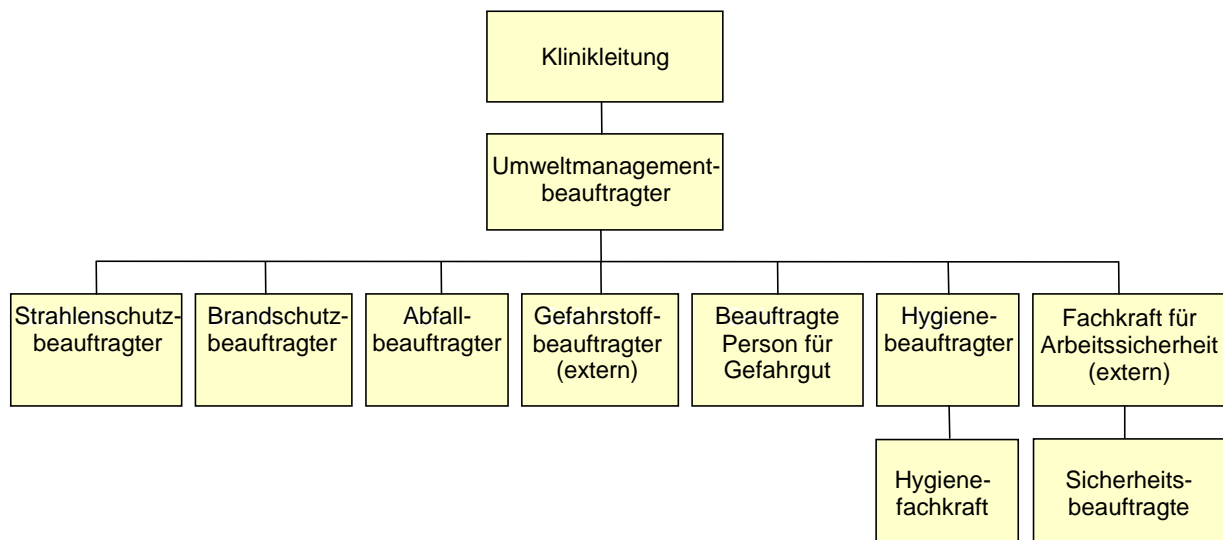 Klinikleitung
Umweltmanagement-
beauftragter
Strahlenschutz-
beauftragter
Brandschutz-
beauftragter
Abfall-
beauftragter
Gefahrstoff-
beauftragter
(extern)
Beauftragte
Person für
Gefahrgut
Hygiene-
beauftragter
Fachkraft für
Arbeitssicherheit
(extern)
Hygiene-
fachkraft
Sicherheits-
beauftragte